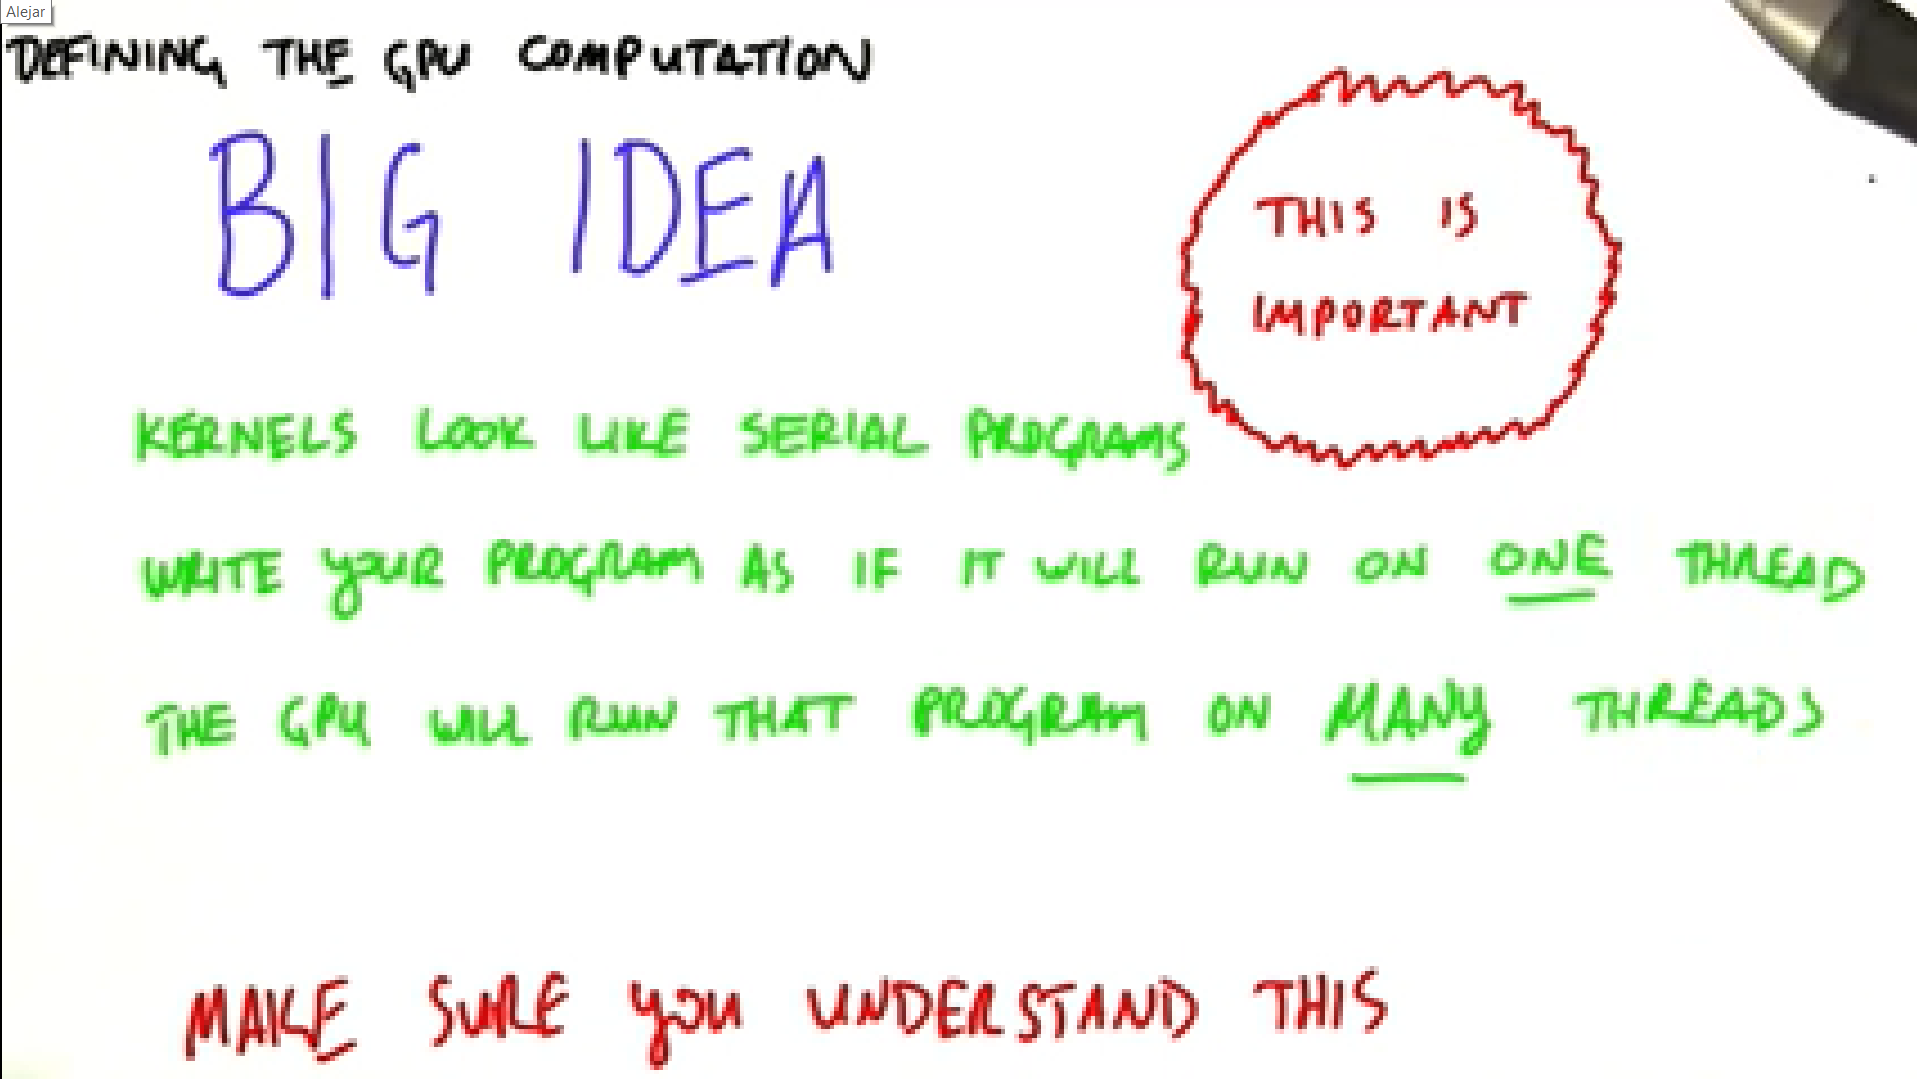 Alejar
DEFINING THE GPU COMPUTATION
BIG IDEA
THIS IS
IMPORTANT
KERNELS LOOK LIKE SERIAL PROGRAMS
WRITE YOUR PROGRAM AS IF IT WILL RUN ON ONE THREAD
THE GPU WILL RUN THAT PROGRAM ON MANY THREADS
MAKE SURE YOU UNDERSTAND THIS